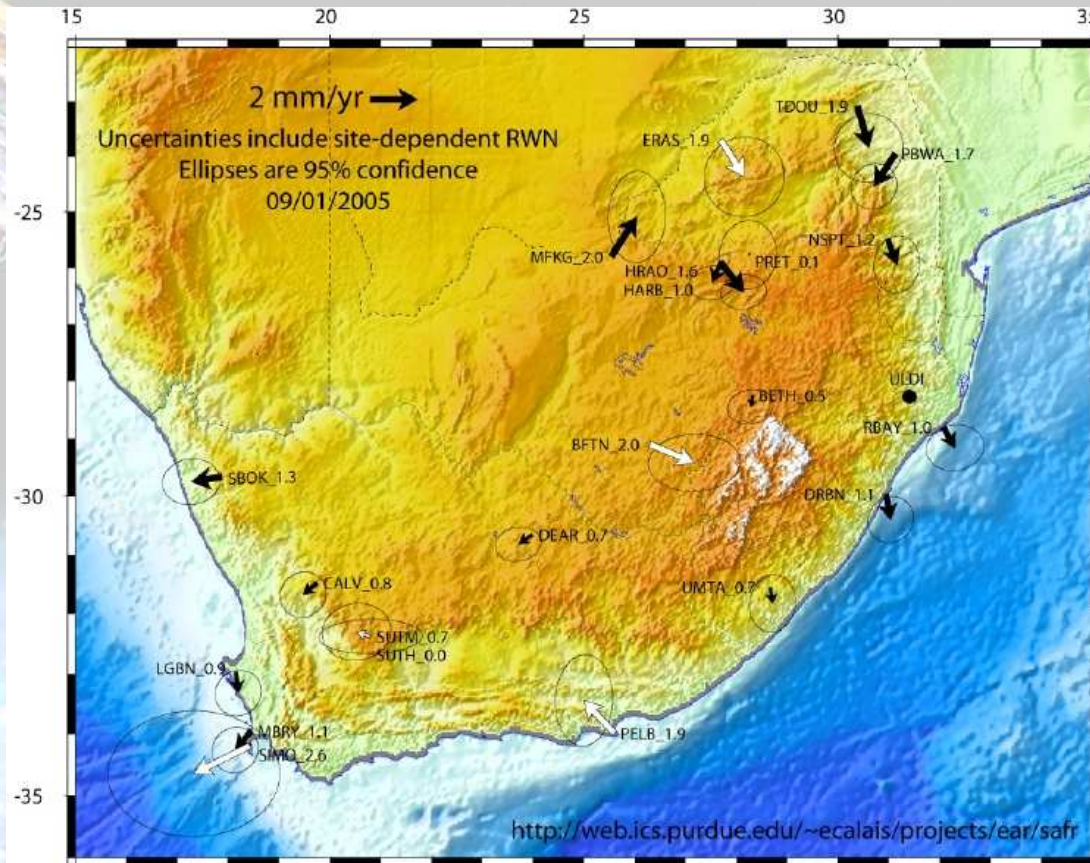 15 20 25 30 35
2 mm/yr
Uncertainties include site-dependent RWN
Ellipses are 95% confidence
09/01/2005
TDOU_1.9
ERAS_1.9
PBWA_1.7
-25
NSPT_1.2
MFKG_2.0
PRET_0.1
HRAO_1.6
HARB_1.0
ULDI
BETH_0.5
RBAY_1.0
BFTN_2.0
SBOK_1.3
DRBN_1.1
-30
DEAR_0.7
CALV_0.8
UMTA_0.7
SUTM_0.7
SUTH_0.0
LGBN_0.9
MBRY_1.1
PELB_1.9
SIMO_2.6
-35
http://web.ics.purdue.edu/~ecalais/projects/ear/safr